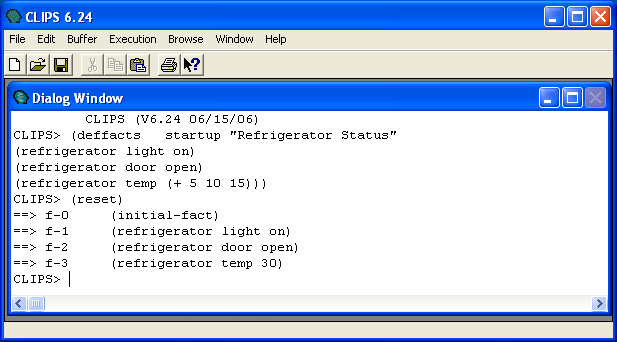 CLIPS 6.24
File Edit Buffer Execution Browse Window Help
Dialog Window
CLIPS (V6.24 06/15/06)
CLIPS> (deffacts startup "Refrigerator Status"
(refrigerator light on)
(refrigerator door open)
(refrigerator temp (+ 5 10 15)))
CLIPS> (reset)
==> f-0 (initial-fact)
==> f-1 (refrigerator light on)
==> f-2 (refrigerator door open)
==> f-3 (refrigerator temp 30)
CLIPS>